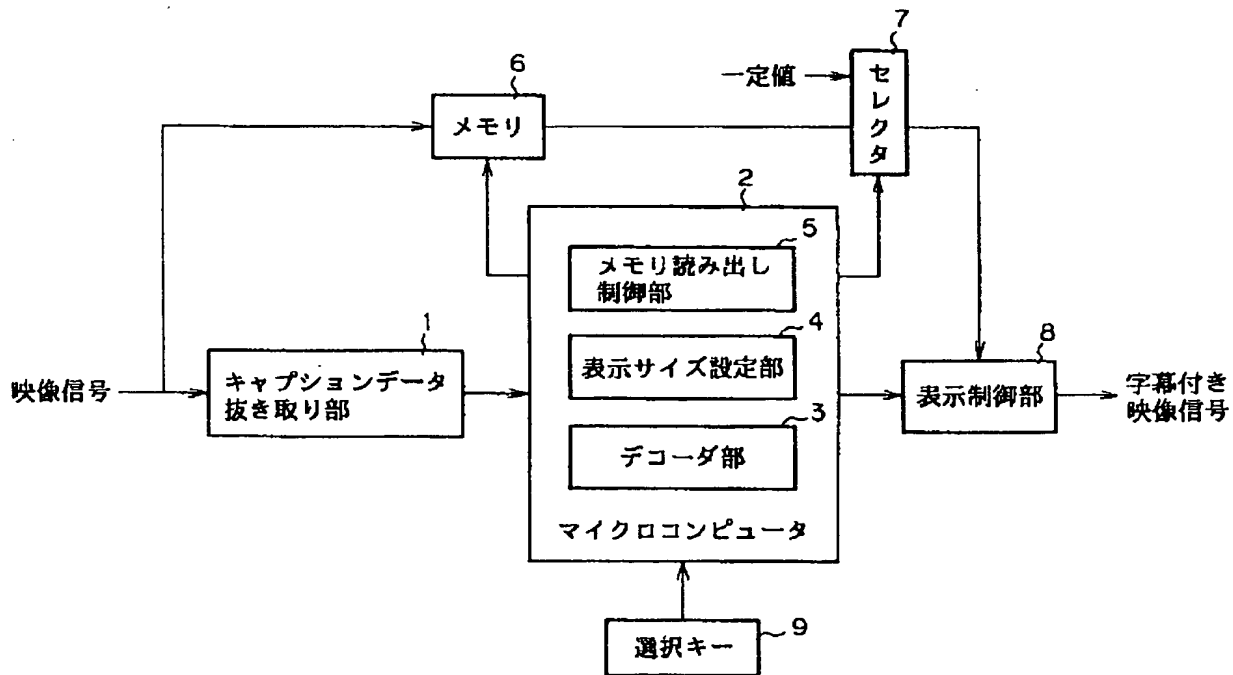 7
一定値
セレクタ
6
メモリ
2
5
メモリ読み出し
制御部
4
表示サイズ設定部
3
デコーダ部
マイクロコンピュータ
1
映像信号
キャプションデータ
抜き取り部
8
表示制御部
字幕付き
映像信号
選択キー
9